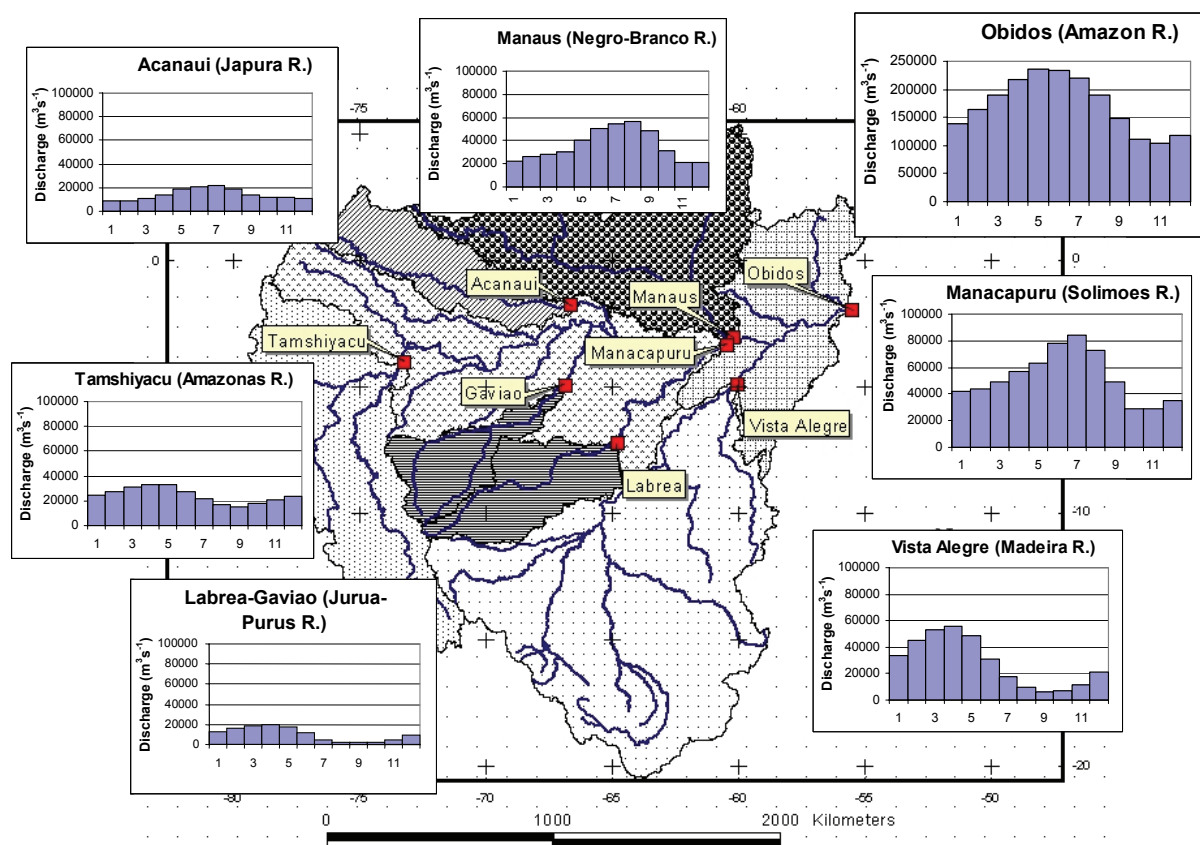 Acanaui (Japura R.)
Discharge (m³s⁻¹)
100000
80000
60000
40000
20000
0
1 3 5 7 9 11
Manaus (Negro-Branco R.)
Discharge (m³s⁻¹)
100000
80000
60000
40000
20000
0
1 3 5 7 9 11
Obidos (Amazon R.)
Discharge (m³s⁻¹)
250000
200000
150000
100000
50000
0
1 3 5 7 9 11
-75
-60
0
0
Acanaui
Manaus
Obidos
Tamshiyacu
Manacapuru
Gaviao
Vista Alegre
Labrea
Manacapuru (Solimoes R.)
Discharge (m³s⁻¹)
100000
80000
60000
40000
20000
0
1 3 5 7 9 11
Tamshiyacu (Amazonas R.)
Discharge (m³s⁻¹)
100000
80000
60000
40000
20000
0
1 3 5 7 9 11
-10
Vista Alegre (Madeira R.)
Discharge (m³s⁻¹)
100000
80000
60000
40000
20000
0
1 3 5 7 9 11
Labrea-Gaviao (Jurua-
Purus R.)
Discharge (m³s⁻¹)
100000
80000
60000
40000
20000
0
1 3 5 7 9 11
-20
-80 -75 -70 -65 -60 -55 -50
0 1000 2000 Kilometers